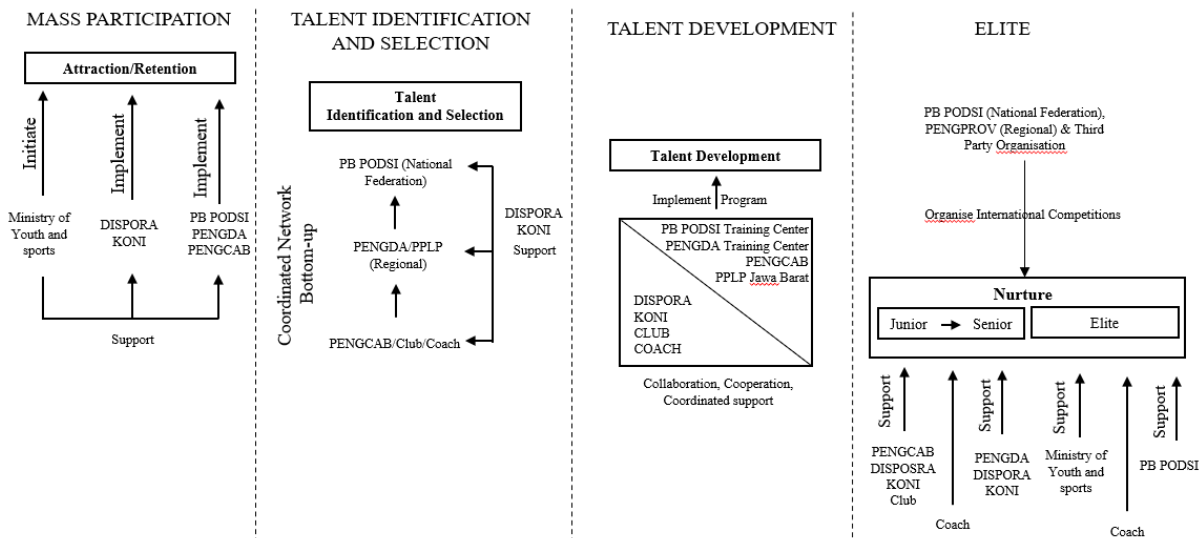 MASS PARTICIPATION
Attraction/Retention
Initiate
Implement
Implement
Ministry of
Youth and
sports
DISPORA
KONI
PB PODSI
PENGDA
PENGCAB
Support
TALENT IDENTIFICATION
AND SELECTION
Talent
Identification and Selection
Coordinated Network
Bottom-up
PB PODSI (National
Federation)
PENGDA/PPLP
(Regional)
PENGCAB/Club/Coach
DISPORA
KONI
Support
TALENT DEVELOPMENT
Talent Development
Implement Program
PB PODSI Training Center
PENGDA Training Center
PENGCAB
PPLP Jawa Barat
DISPORA
KONI
CLUB
COACH
Collaboration, Cooperation,
Coordinated support
ELITE
PB PODSI (National Federation),
PENGPROV (Regional) & Third
Party Organisation
Organise International Competitions
Nurture
Junior Senior
Elite
Support
Support
Support
Support
PENGCAB
DISPOSRA
KONI
Club
Coach
PENGDA
DISPORA
KONI
Ministry of
Youth and
sports
Coach
PB PODSI